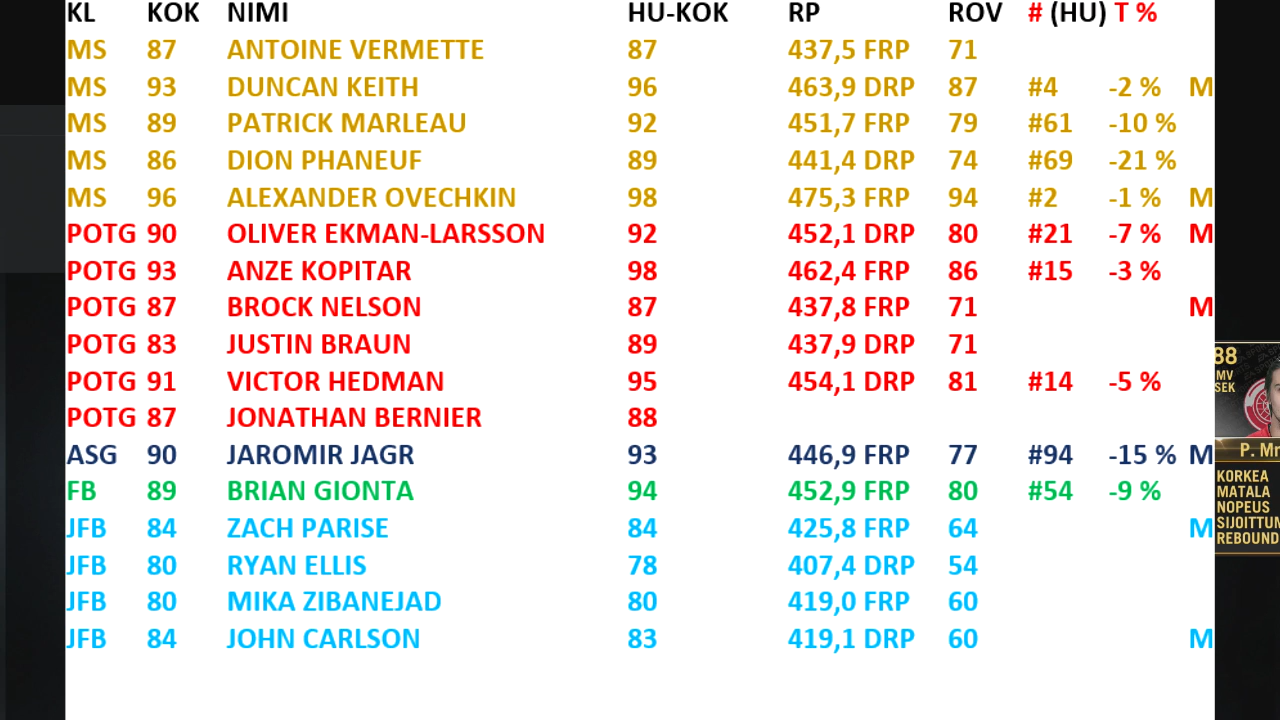 KL KOK NIMI HU-KOK RP ROV # (HU) T %
MS 87 ANTOINE VERMETTE 87 437,5 FRP 71
MS 93 DUNCAN KEITH 96 463,9 DRP 87 #4 -2 % M
MS 89 PATRICK MARLEAU 92 451,7 FRP 79 #61 -10 %
MS 86 DION PHANEUF 89 441,4 DRP 74 #69 -21 %
MS 96 ALEXANDER OVECHKIN 98 475,3 FRP 94 #2 -1 % M
POTG 90 OLIVER EKMAN-LARSSON 92 452,1 DRP 80 #21 -7 % M
POTG 93 ANZE KOPITAR 98 462,4 FRP 86 #15 -3 %
POTG 87 BROCK NELSON 87 437,8 FRP 71 M
POTG 83 JUSTIN BRAUN 89 437,9 DRP 71
POTG 91 VICTOR HEDMAN 95 454,1 DRP 81 #14 -5 %
POTG 87 JONATHAN BERNIER 88
ASG 90 JAROMIR JAGR 93 446,9 FRP 77 #94 -15 % M
FB 89 BRIAN GIONTA 94 452,9 FRP 80 #54 -9 %
JFB 84 ZACH PARISE 84 425,8 FRP 64 M
JFB 80 RYAN ELLIS 78 407,4 DRP 54
JFB 80 MIKA ZIBANEJAD 80 419,0 FRP 60
JFB 84 JOHN CARLSON 83 419,1 DRP 60 M
88
MV
SEK
P. Mr
KORKEA
MATALA
NOPEUS
SIJOITTUM
REBOUND